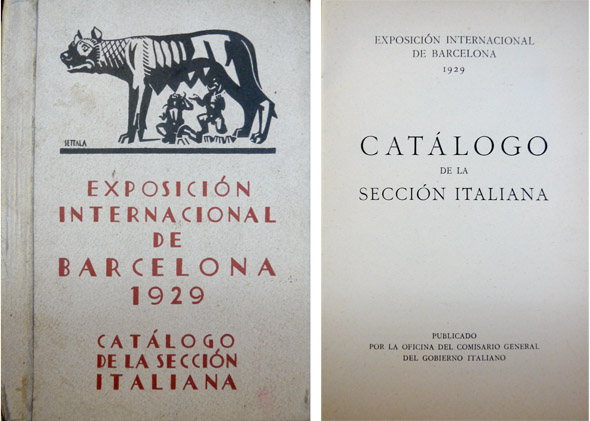 SETTALA
EXPOSICIÓN
INTERNACIONAL
DE
BARCELONA
1929
CATÁLOGO
DE LA SECCIÓN
ITALIANA
EXPOSICIÓN INTERNACIONAL
DE BARCELONA
1929
CATÁLOGO
DE LA
SECCIÓN ITALIANA
PUBLICADO
POR LA OFICINA DEL COMISARIO GENERAL
DEL GOBIERNO ITALIANO